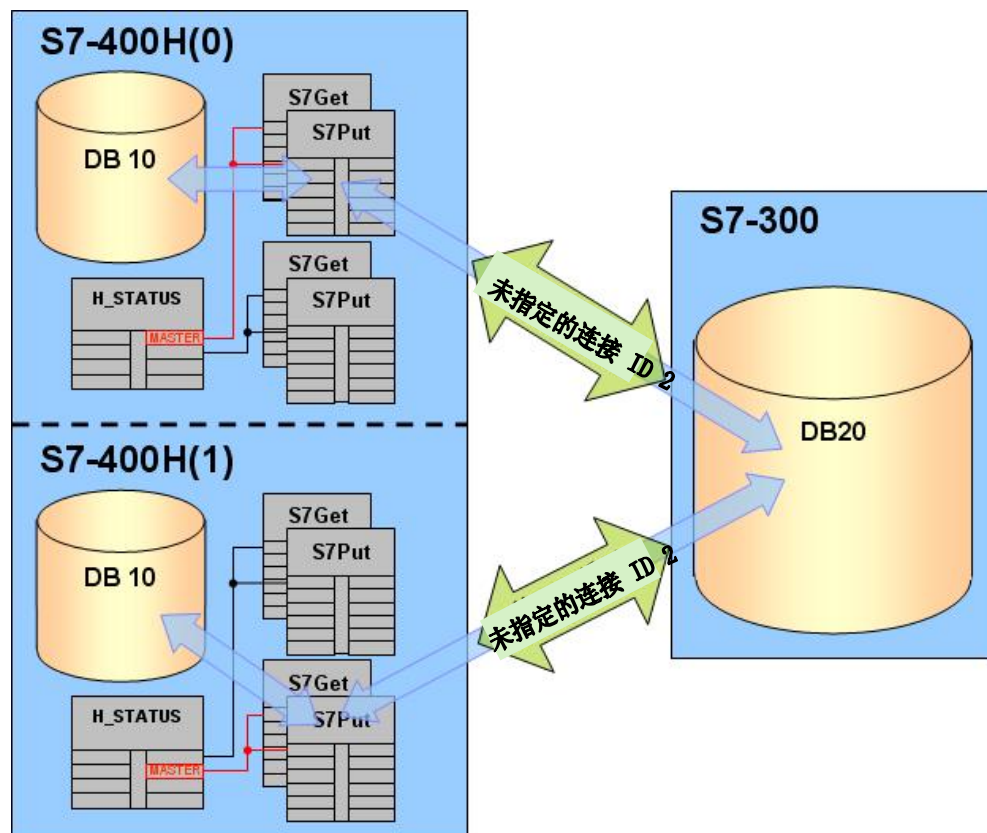 S7-400H(0)
DB 10
S7Get
S7Put
H_STATUS
MASTER
S7Get
S7Put
未指定的连接 ID 2
S7-300
DB20
S7-400H(1)
DB 10
S7Get
S7Put
H_STATUS
MASTER
S7Get
S7Put
未指定的连接 ID 2